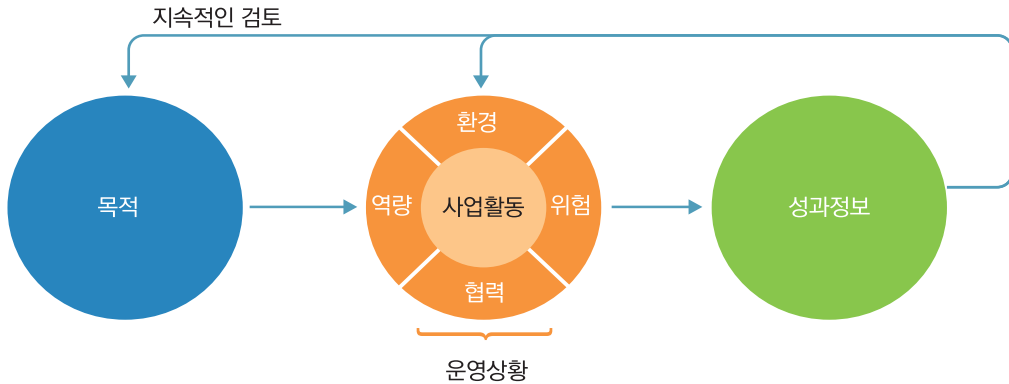 지속적인 검토
환경
목적
역량
사업활동
위험
성과정보
협력
운영상황